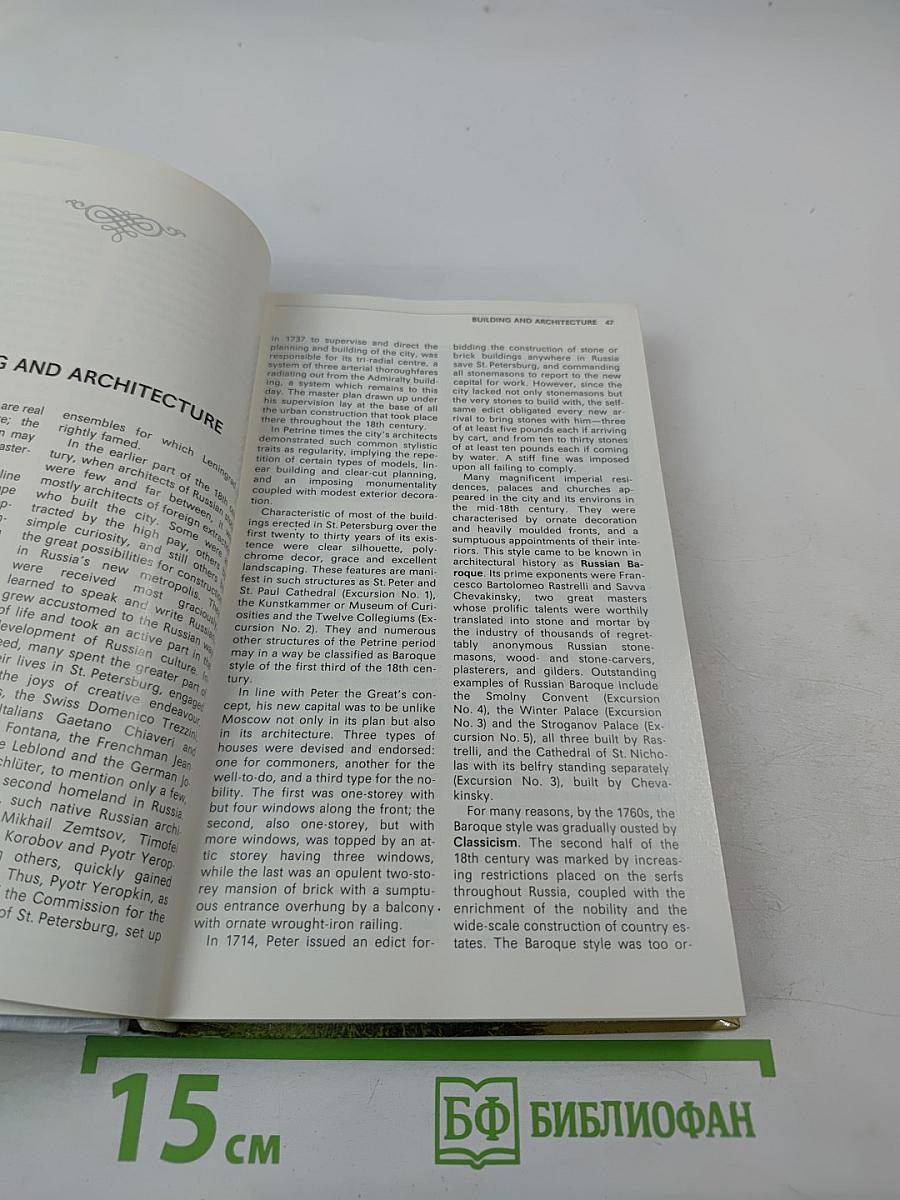 G AND ARCHITECTURE
are real
re; the
n may
aster-
line
ape
p-
n-
ensembles for which Leningrad
rightly famed.
In the earlier part of the 18th cen-
tury, when architects of Russian
were few and far between, it
mostly architects of foreign extraction
who built the city. Some were at-
tracted by the high pay, others
simple curiosity, and still others
the great possibilities for construction
in Russia's new metropolis. They
were received most graciously,
learned to speak and write Russian,
grew accustomed to the Russian way
of life and took an active part in the
development of Russian culture. In-
eed, many spent the greater part of
eir lives in St. Petersburg, engaged
the joys of creative endeavour.
s, the Swiss Domenico Trezzini,
Italians Gaetano Chiaveri and
Fontana, the Frenchman Jean-
e Leblond and the German Jo-
chlüter, to mention only a few,
second homeland in Russia.
, such native Russian archi-
Mikhail Zemtsov, Timofei
Korobov and Pyotr Yerop-
g others, quickly gained
Thus, Pyotr Yeropkin, as
f the Commission for the
of St. Petersburg, set up
BUILDING AND ARCHITECTURE 47
in 1737 to supervise and direct the
planning and building of the city, was
responsible for its tri-radial centre, a
system of three arterial thoroughfares
radiating out from the Admiralty build-
ing, a system which remains to this
day. The master plan drawn up under
his supervision lay at the base of all
the urban construction that took place
there throughout the 18th century.
In Petrine times the city's architects
demonstrated such common stylistic
traits as regularity, implying the repe-
tition of certain types of models, lin-
ear building and clear-cut planning,
and an imposing monumentality
coupled with modest exterior decora-
tion.
Characteristic of most of the build-
ings erected in St. Petersburg over the
first twenty to thirty years of its exis-
tence were clear silhouette, poly-
chrome decor, grace and excellent
landscaping. These features are mani-
fest in such structures as St. Peter and
St. Paul Cathedral (Excursion No. 1),
the Kunstkammer or Museum of Curi-
osities and the Twelve Collegiums (Ex-
cursion No. 2). They and numerous
other structures of the Petrine period
may in a way be classified as Baroque
style of the first third of the 18th cen-
tury.
In line with Peter the Great's con-
cept, his new capital was to be unlike
Moscow not only in its plan but also
in its architecture. Three types of
houses were devised and endorsed:
one for commoners, another for the
well-to-do, and a third type for the no-
bility. The first was one-storey with
but four windows along the front; the
second, also one-storey, but with
more windows, was topped by an at-
tic storey having three windows,
while the last was an opulent two-sto-
rey mansion of brick with a sumptu-
ous entrance overhung by a balcony
with ornate wrought-iron railing.
In 1714, Peter issued an edict for-
bidding the construction of stone or
brick buildings anywhere in Russia
save St. Petersburg, and commanding
all stonemasons to report to the new
capital for work. However, since the
city lacked not only stonemasons but
the very stones to build with, the self-
same edict obligated every new ar-
rival to bring stones with him—three
of at least five pounds each if arriving
by cart, and from ten to thirty stones
of at least ten pounds each if coming
by water. A stiff fine was imposed
upon all failing to comply.
Many magnificent imperial resi-
dences, palaces and churches ap-
peared in the city and its environs in
the mid-18th century. They were
characterised by ornate decoration
and heavily moulded fronts, and a
sumptuous appointments of their inte-
riors. This style came to be known in
architectural history as Russian Ba-
roque. Its prime exponents were Fran-
cesco Bartolomeo Rastrelli and Savva
Chevakinsky, two great masters
whose prolific talents were worthily
translated into stone and mortar by
the industry of thousands of regret-
tably anonymous Russian stone-
masons, wood- and stone-carvers,
plasterers, and gilders. Outstanding
examples of Russian Baroque include
the Smolny Convent (Excursion
No. 4), the Winter Palace (Excursion
No. 3) and the Stroganov Palace (Ex-
cursion No. 5), all three built by Ras-
trelli, and the Cathedral of St. Nicho-
las with its belfry standing separately
(Excursion No. 3), built by Cheva-
kinsky.
For many reasons, by the 1760s, the
Baroque style was gradually ousted by
Classicism. The second half of the
18th century was marked by increas-
ing restrictions placed on the serfs
throughout Russia, coupled with the
enrichment of the nobility and the
wide-scale construction of country es-
tates. The Baroque style was too or-
15 см
БФ БИБЛИОФАН